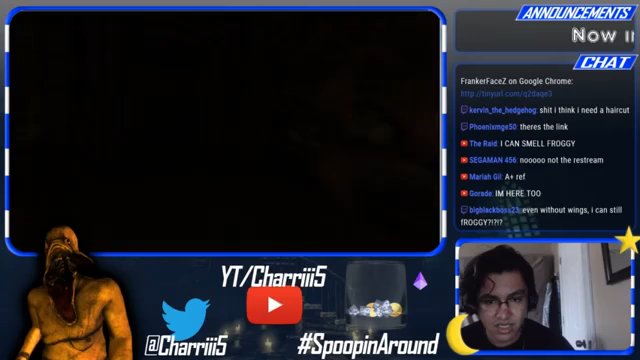 ANNOUNCEMENTS
Now i
CHAT
FrankerFaceZ on Google Chrome:
http://tinyurl.com/q2dage3
kervin_the_hedgehog: shit i think i need a haircut
Phoenixmge50: theres the link
The Raid: I CAN SMELL FROGGY
SEGAMAN 456: nooooo not the restream
Mariah Gil: A+ ref
Gorade: IM HERE TOO
bigblackboss23: even without wings, i can still
fROGGY?!?!?
YT/Charriii5
@Charriii5
#SpoopinAround